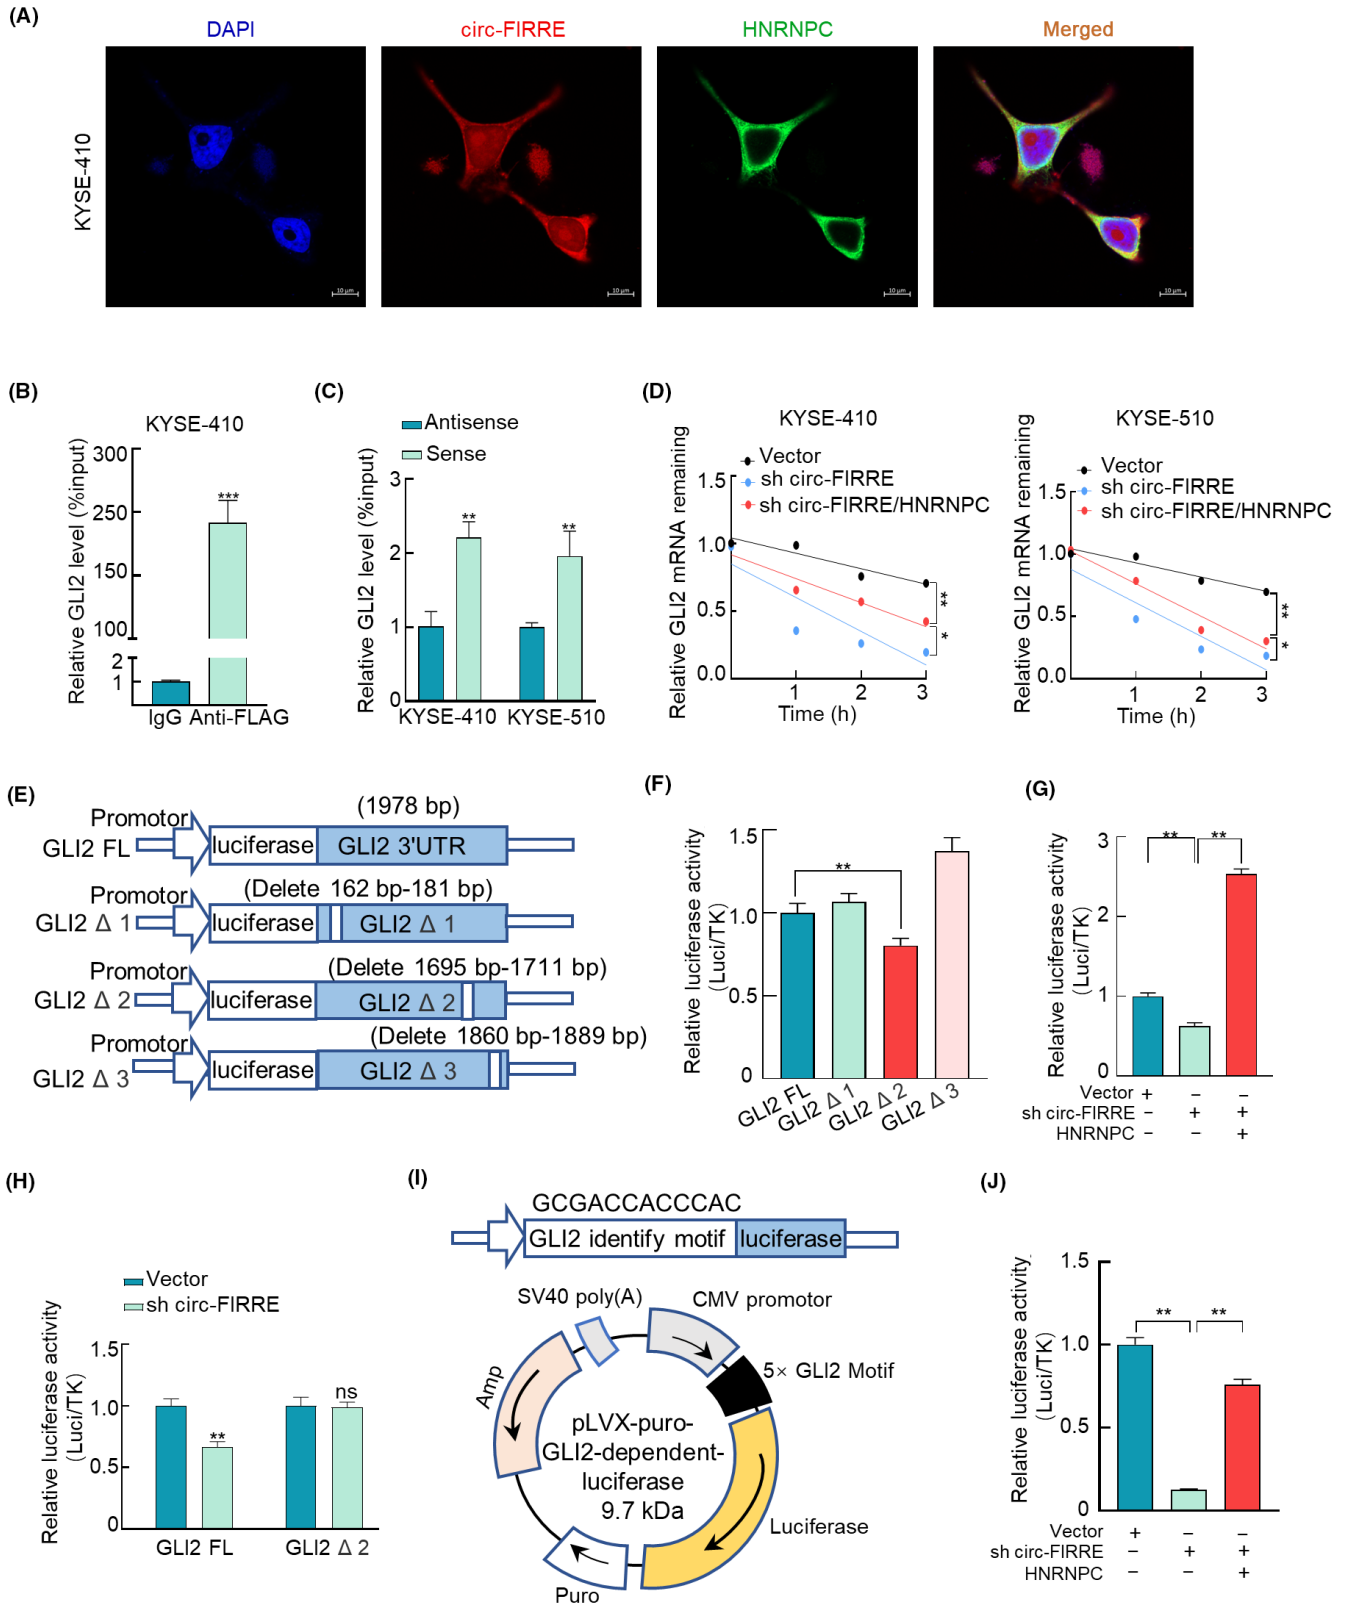 (A)
DAPI
circ-FIRRE
HNRNPC
Merged
KYSE-410
10 μm
10 μm
10 μm
10 μm
(B)
KYSE-410
Relative GLI2 level (%input)
300
250
150
100
2
1
IgG Anti-FLAG
***
(C)
Antisense
Sense
Relative GLI2 level (%input)
3
2
1
0
**
**
KYSE-410 KYSE-510
(D)
KYSE-410
Vector
sh circ-FIRRE
sh circ-FIRRE/HNRNPC
Relative GLI2 mRNA remaining
1.5
1.0
0.5
0.0
1 2 3
Time (h)
**
*
KYSE-510
Vector
sh circ-FIRRE
sh circ-FIRRE/HNRNPC
Relative GLI2 mRNA remaining
1.5
1.0
0.5
0.0
1 2 3
Time (h)
**
*
(E)
(1978 bp)
Promotor
GLI2 FL
luciferase
GLI2 3'UTR
(Delete 162 bp-181 bp)
Promotor
GLI2 Δ 1
luciferase
GLI2 Δ 1
(Delete 1695 bp-1711 bp)
Promotor
GLI2 Δ 2
luciferase
GLI2 Δ 2
(Delete 1860 bp-1889 bp)
Promotor
GLI2 Δ 3
luciferase
GLI2 Δ 3
(F)
Relative luciferase activity
(Luci/TK)
1.5
1.0
0.5
0
**
GLI2 FL
GLI2 Δ 1
GLI2 Δ 2
GLI2 Δ 3
(G)
Relative luciferase activity
(Luci/TK)
3
2
1
0
** **
Vector + − −
sh circ-FIRRE − + +
HNRNPC − − +
(H)
Vector
sh circ-FIRRE
Relative luciferase activity
(Luci/TK)
1.5
1.0
0.5
0
**
ns
GLI2 FL GLI2 Δ 2
(I)
GCGACCACCCAC
GLI2 identify motif
luciferase
SV40 poly(A)
CMV promotor
5× GLI2 Motif
Amp
pLVX-puro-
GLI2-dependent-
luciferase
9.7 kDa
Luciferase
Puro
(J)
Relative luciferase activity
(Luci/TK)
1.5
1.0
0.5
0
** **
Vector + − −
sh circ-FIRRE − + +
HNRNPC − − +